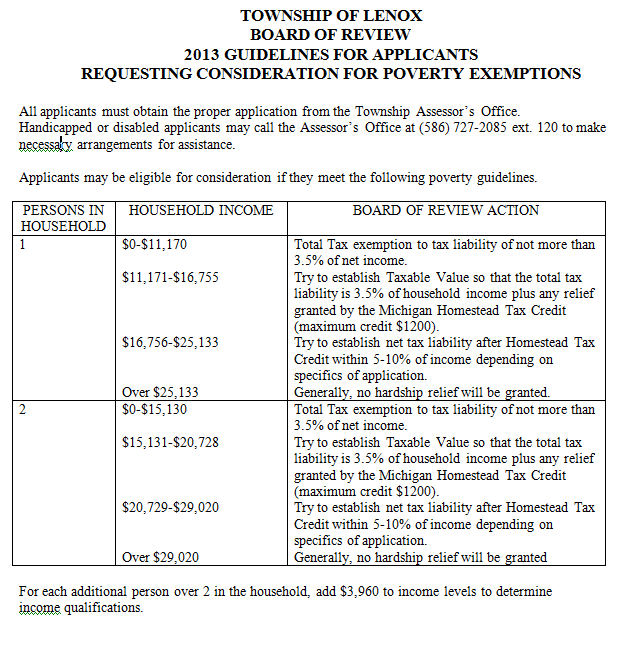 TOWNSHIP OF LENOX
BOARD OF REVIEW
2013 GUIDELINES FOR APPLICANTS
REQUESTING CONSIDERATION FOR POVERTY EXEMPTIONS
All applicants must obtain the proper application from the Township Assessor's Office.
Handicapped or disabled applicants may call the Assessor's Office at (586) 727-2085 ext. 120 to make
necessaky arrangements for assistance.
Applicants may be eligible for consideration if they meet the following poverty guidelines.
PERSONS IN HOUSEHOLD INCOME BOARD OF REVIEW ACTION
HOUSEHOLD
1 $0-$11,170 Total Tax exemption to tax liability of not more than
3.5% of net income.
$11,171-$16,755 Try to establish Taxable Value so that the total tax
liability is 3.5% of household income plus any relief
granted by the Michigan Homestead Tax Credit
(maximum credit $1200).
$16,756-$25,133 Try to establish net tax liability after Homestead Tax
Credit within 5-10% of income depending on
specifics of application.
Over $25,133 Generally, no hardship relief will be granted.
2 $0-$15,130 Total Tax exemption to tax liability of not more than
3.5% of net income.
$15,131-$20,728 Try to establish Taxable Value so that the total tax
liability is 3.5% of household income plus any relief
granted by the Michigan Homestead Tax Credit
(maximum credit $1200).
$20,729-$29,020 Try to establish net tax liability after Homestead Tax
Credit within 5-10% of income depending on
specifics of application.
Over $29,020 Generally, no hardship relief will be granted
For each additional person over 2 in the household, add $3,960 to income levels to determine
income qualifications.